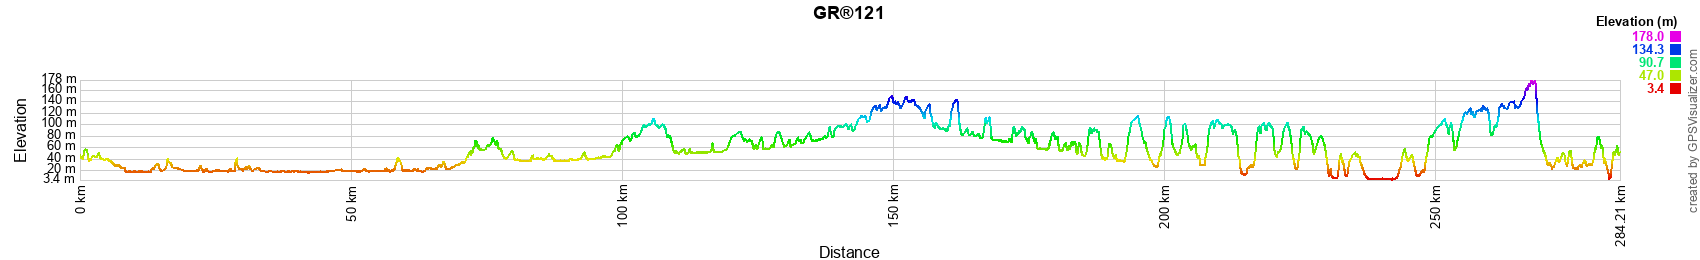 GR®121
Elevation (m)
178.0
134.3
90.7
47.0
3.4
Elevation
178 m
160 m
140 m
120 m
100 m
80 m
60 m
40 m
20 m
3.4 m
0 km
50 km
100 km
150 km
200 km
250 km
284.21 km
Distance
created by GPSVisualizer.com